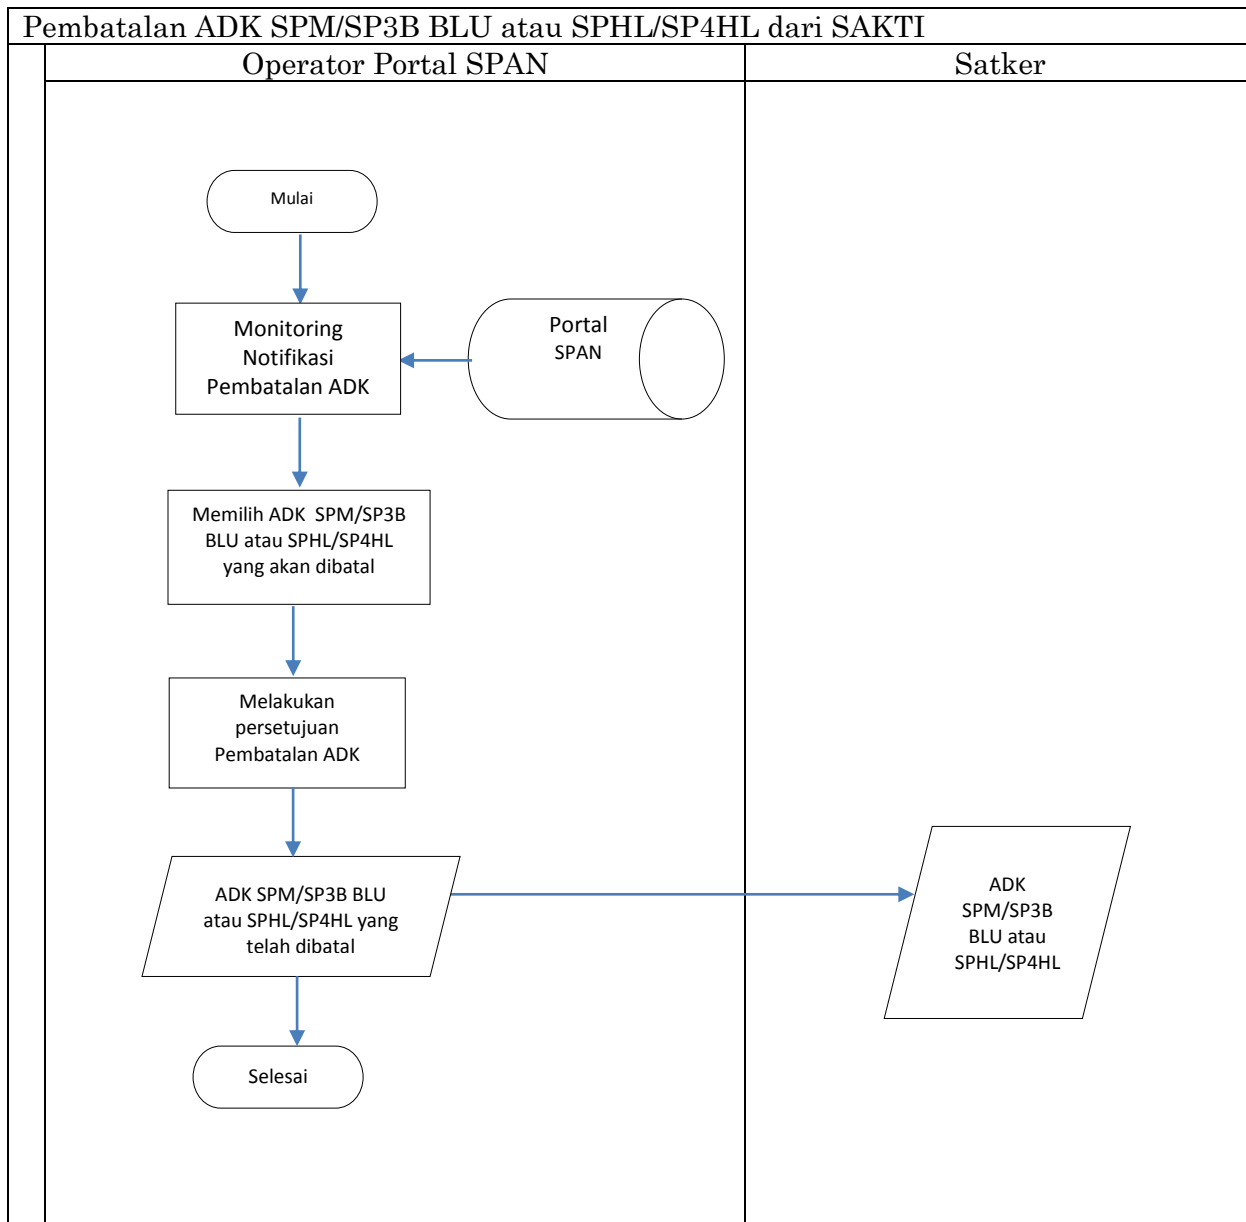 Pembatalan ADK SPM/SP3B BLU atau SPHL/SP4HL dari SAKTI
Operator Portal SPAN
Satker
Mulai
Monitoring
Notifikasi
Pembatalan ADK
Portal
SPAN
Memilih ADK SPM/SP3B
BLU atau SPHL/SP4HL
yang akan dibatal
Melakukan
persetujuan
Pembatalan ADK
ADK SPM/SP3B BLU
atau SPHL/SP4HL yang
telah dibatal
ADK
SPM/SP3B
BLU atau
SPHL/SP4HL
Selesai